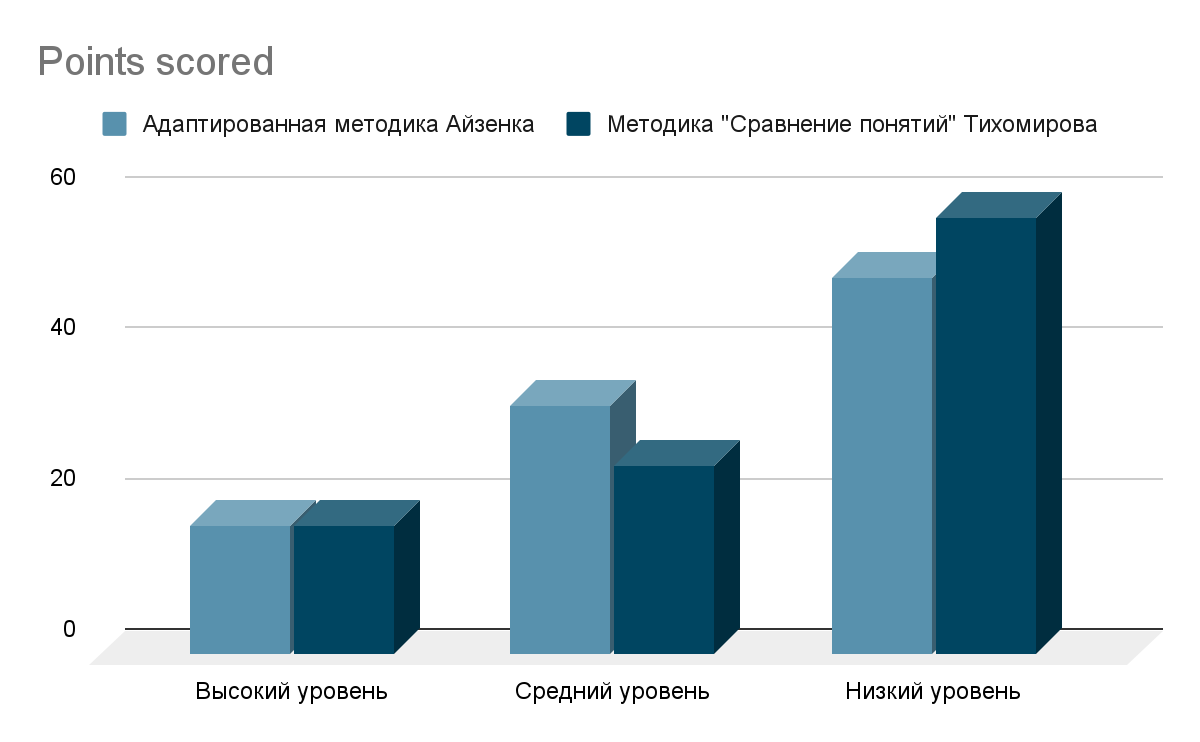 Points scored
Адаптированная методика Айзенка Методика "Сравнение понятий" Тихомирова
60
40
20
0
Высокий уровень Средний уровень Низкий уровень